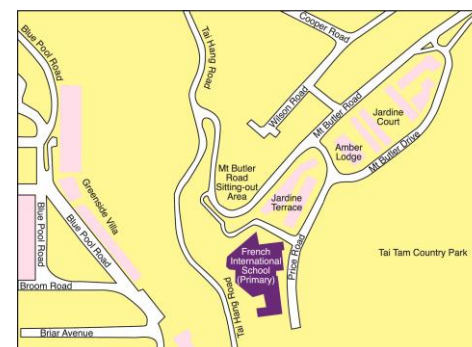 Blue Pool Road
Tai Hang Road
Cooper Road
Wilson Road
Mt Butler Road
Jardine
Court
Amber
Lodge
Mt Butler Drive
Mt Butler
Road
Sitting-out
Area
Jardine
Terrace
Greenside Villa
Blue Pool Road
Blue Pool Road
French
International
School
(Primary)
Price Road
Tai Tam Country Park
Broom Road
Tai Hang Road
Briar Avenue